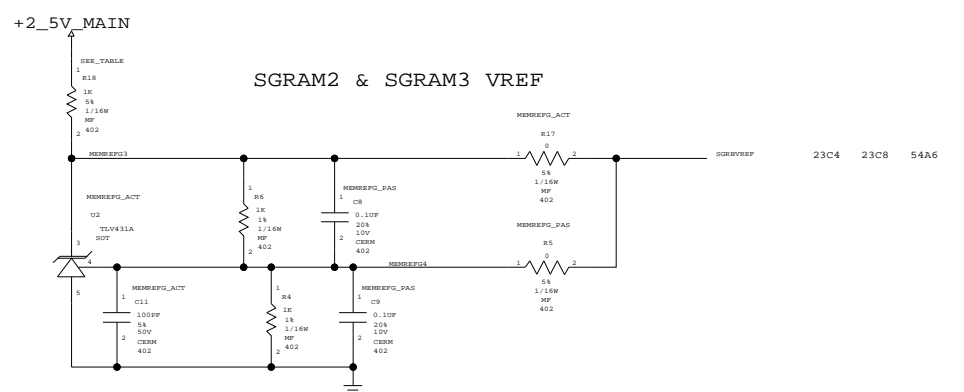 +2_5V_MAIN
SEE_TABLE
1
R18
1K
5%
1/16W
MF
402
2
SGRAM2 & SGRAM3 VREF
MEMREFG_ACT
R17
MEMREFG3
1
0
2
SGRBVREF 23C4 23C8 54A6
5%
1/16W
MF
402
MEMREFG_ACT
U2
TLV431A
SOT
3
4
5
1
R6
1K
1%
1/16W
MF
402
2
MEMREFG_PAS
1
C8
0.1UF
20%
10V
CERM
402
2
MEMREFG_PAS
R5
MEMREFG4
1
0
2
5%
1/16W
MF
402
MEMREFG_ACT
1
C11
100PF
5%
50V
CERM
402
2
1
R4
1K
1%
1/16W
MF
402
2
MEMREFG_PAS
1
C9
0.1UF
20%
10V
CERM
402
2